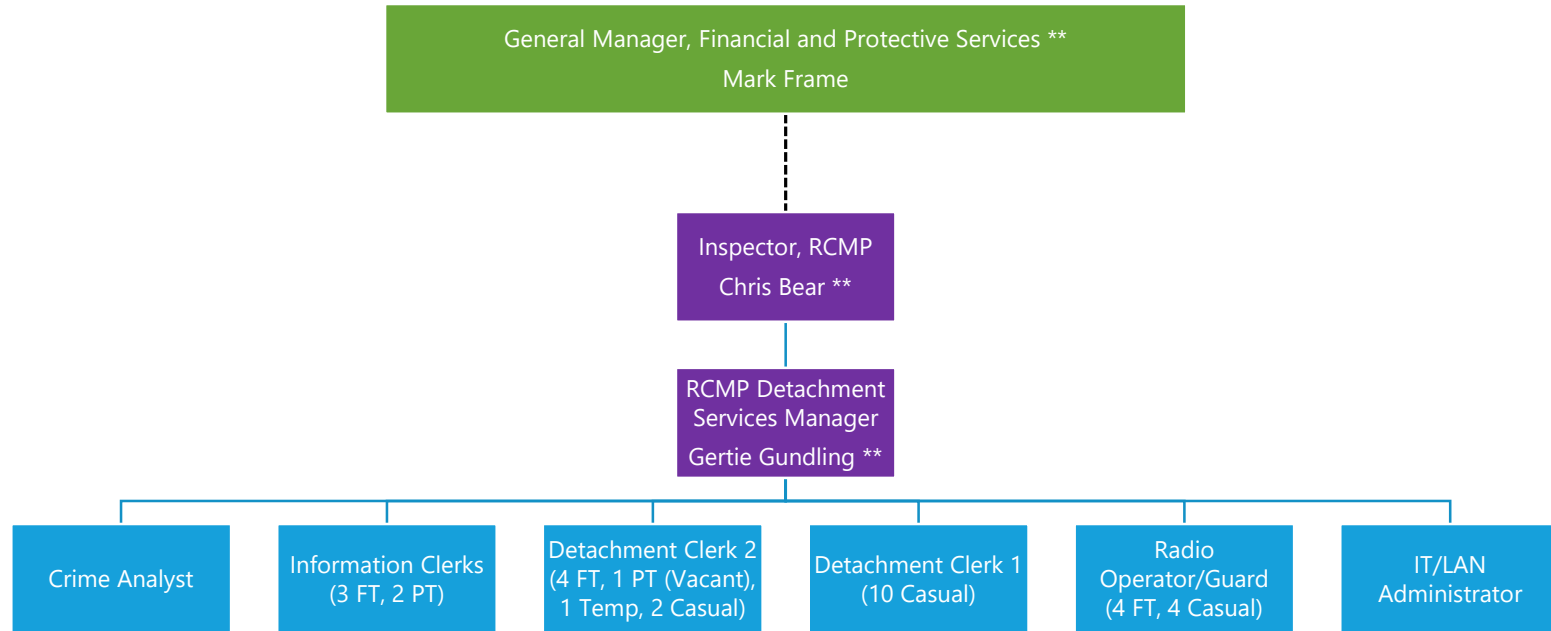 General Manager, Financial and Protective Services **
Mark Frame
Inspector, RCMP
Chris Bear **
RCMP Detachment
Services Manager
Gertie Gundling **
Crime Analyst
Information Clerks
(3 FT, 2 PT)
Detachment Clerk 2
(4 FT, 1 PT (Vacant),
1 Temp, 2 Casual)
Detachment Clerk 1
(10 Casual)
Radio
Operator/Guard
(4 FT, 4 Casual)
IT/LAN
Administrator